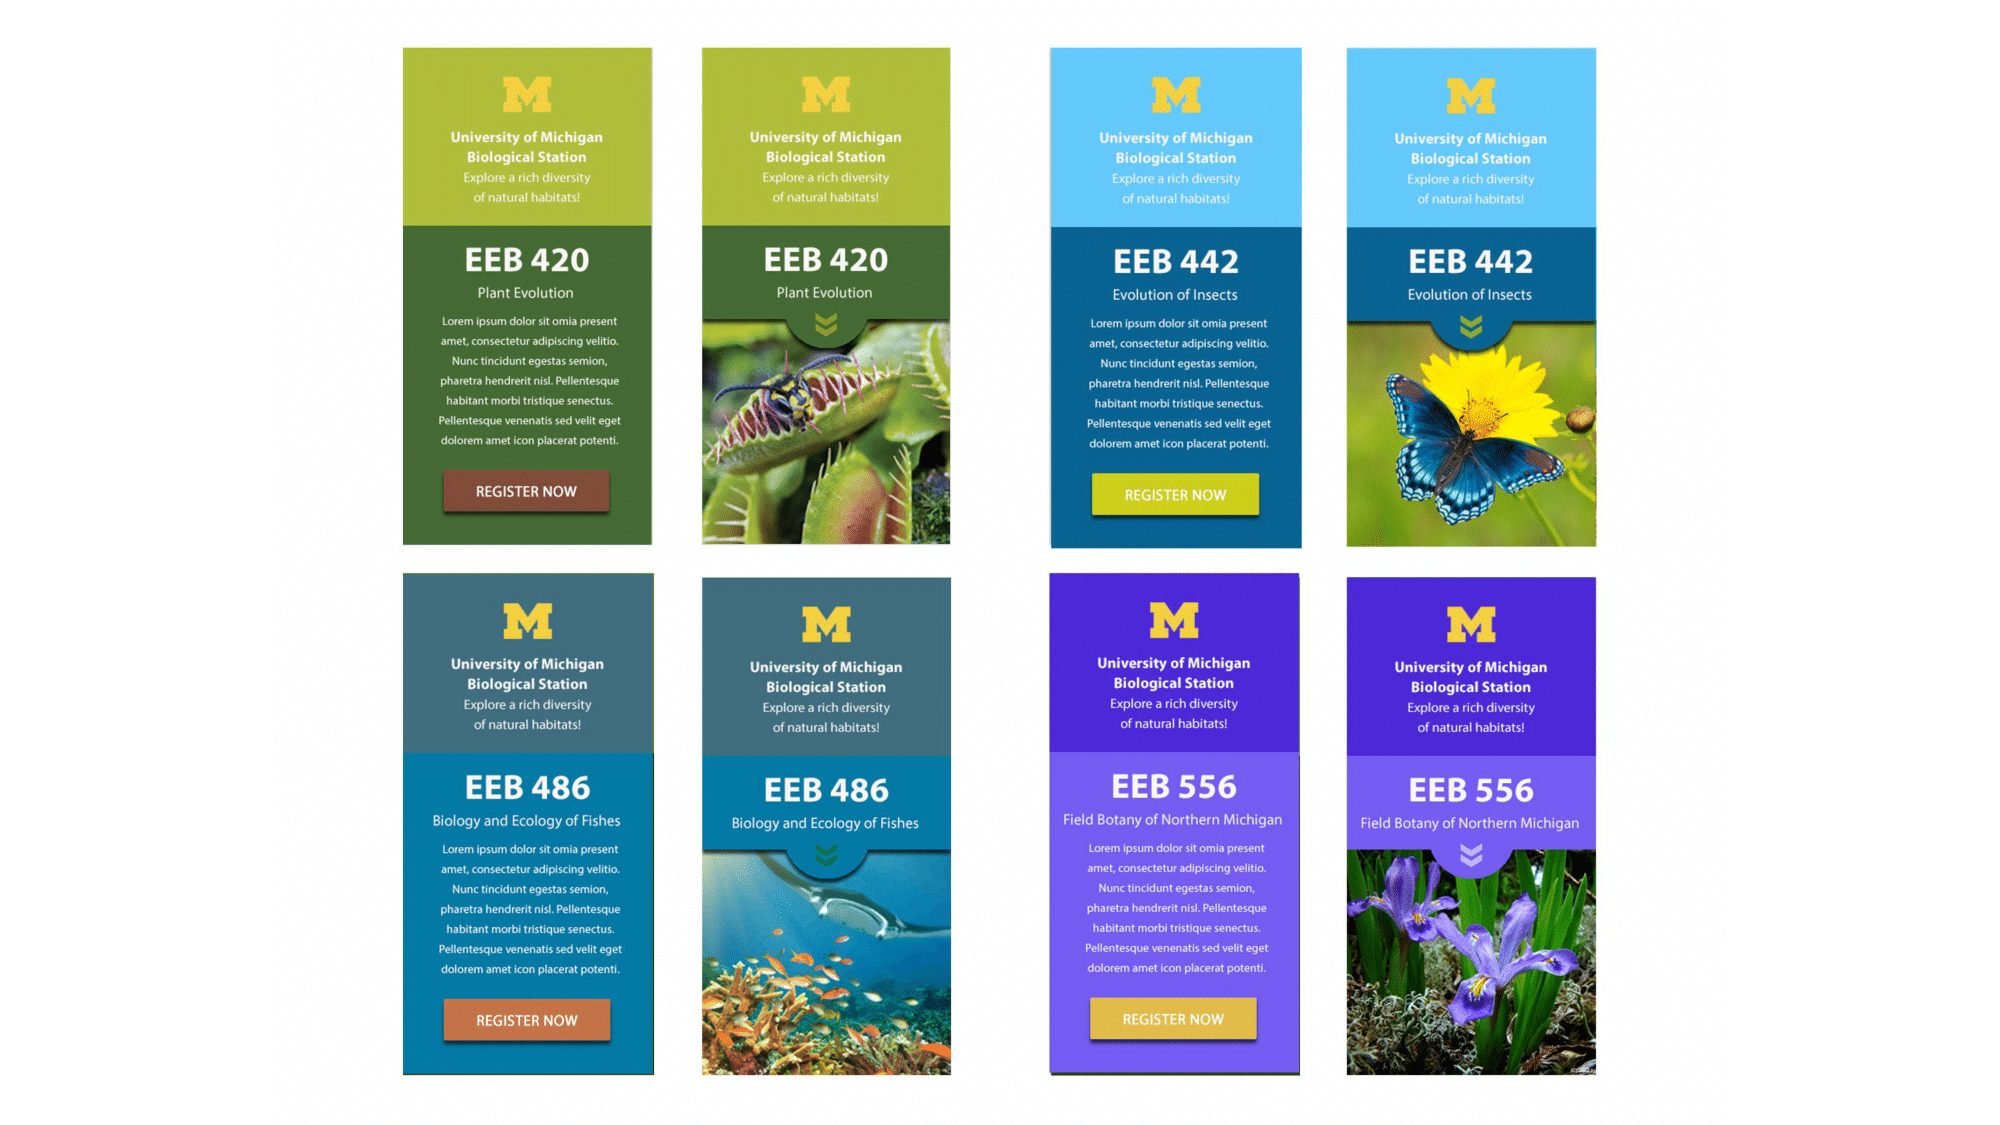 M
University of Michigan
Biological Station
Explore a rich diversity
of natural habitats!
EEB 420
Plant Evolution
Lorem ipsum dolor sit omia present
amet, consectetur adipiscing velitio.
Nunc tincidunt egestas semion,
pharetra hendrerit nisl. Pellentesque
habitant morbi tristique senectus.
Pellentesque venenatis sed velit eget
dolorem amet icon placerat potenti.
REGISTER NOW
M
University of Michigan
Biological Station
Explore a rich diversity
of natural habitats!
EEB 420
Plant Evolution
M
University of Michigan
Biological Station
Explore a rich diversity
of natural habitats!
EEB 442
Evolution of Insects
Lorem ipsum dolor sit omia present
amet, consectetur adipiscing velitio.
Nunc tincidunt egestas semion,
pharetra hendrerit nisl. Pellentesque
habitant morbi tristique senectus.
Pellentesque venenatis sed velit eget
dolorem amet icon placerat potenti.
REGISTER NOW
M
University of Michigan
Biological Station
Explore a rich diversity
of natural habitats!
EEB 442
Evolution of Insects
M
University of Michigan
Biological Station
Explore a rich diversity
of natural habitats!
EEB 486
Biology and Ecology of Fishes
Lorem ipsum dolor sit omia present
amet, consectetur adipiscing velitio.
Nunc tincidunt egestas semion,
pharetra hendrerit nisl. Pellentesque
habitant morbi tristique senectus.
Pellentesque venenatis sed velit eget
dolorem amet icon placerat potenti.
REGISTER NOW
M
University of Michigan
Biological Station
Explore a rich diversity
of natural habitats!
EEB 486
Biology and Ecology of Fishes
M
University of Michigan
Biological Station
Explore a rich diversity
of natural habitats!
EEB 556
Field Botany of Northern Michigan
Lorem ipsum dolor sit omia present
amet, consectetur adipiscing velitio.
Nunc tincidunt egestas semion,
pharetra hendrerit nisl. Pellentesque
habitant morbi tristique senectus.
Pellentesque venenatis sed velit eget
dolorem amet icon placerat potenti.
REGISTER NOW
M
University of Michigan
Biological Station
Explore a rich diversity
of natural habitats!
EEB 556
Field Botany of Northern Michigan